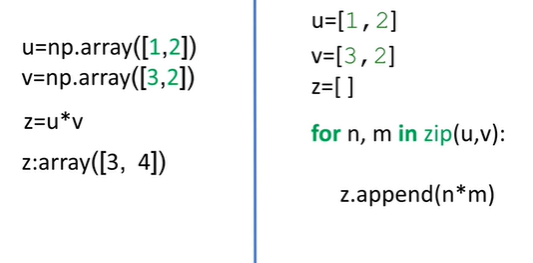 u=np.array([1,2])
v=np.array([3,2])
z=u*v
z:array([3, 4])
u=[1,2]
v=[3,2]
z=[ ]
for n, m in zip(u,v):
z.append(n*m)